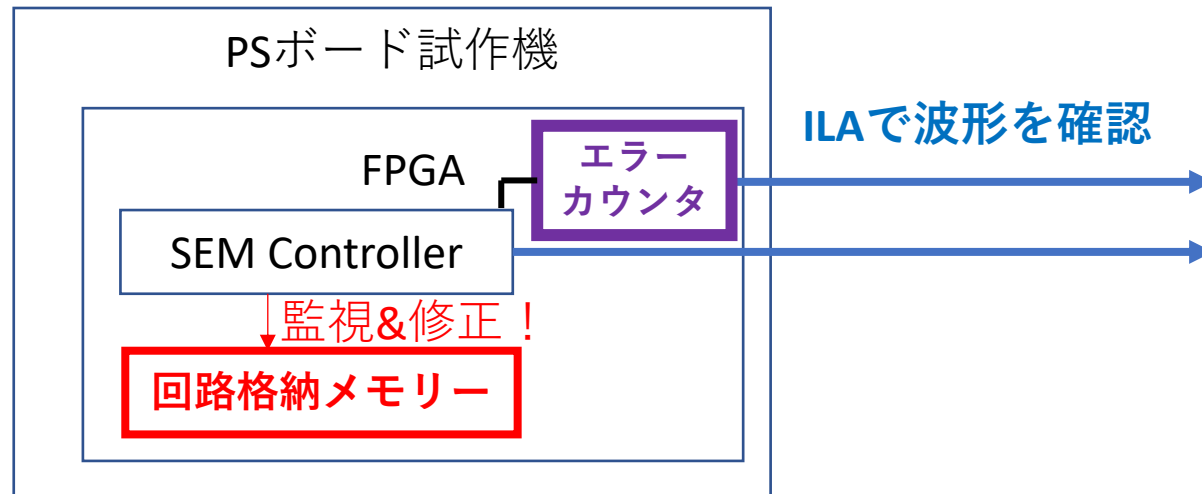 PSボード試作機
ILAで波形を確認
エラー
カウンタ
FPGA
SEM Controller
監視&修正！
回路格納メモリー